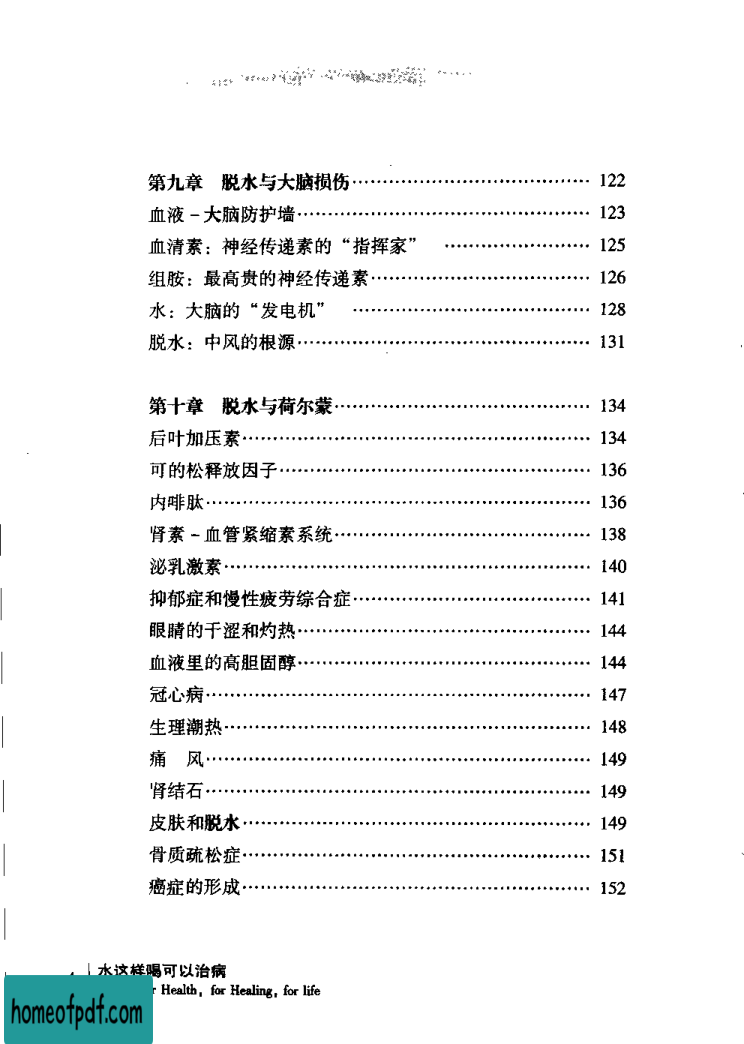 第九章 脱水与大脑损伤…………………………………… 122
血液－大脑防护墙………………………………………… 123
血清素：神经传递素的“指挥家” …………………… 125
组胺：最高贵的神经传递素……………………………… 126
水：大脑的“发电机” ………………………………… 128
脱水：中风的根源………………………………………… 131
第十章 脱水与荷尔蒙…………………………………… 134
后叶加压素………………………………………………… 134
可的松释放因子…………………………………………… 136
内啡肽……………………………………………………… 136
肾素－血管紧缩素系统…………………………………… 138
泌乳激素…………………………………………………… 140
抑郁症和慢性疲劳综合症………………………………… 141
眼睛的干涩和灼热………………………………………… 144
血液里的高胆固醇………………………………………… 144
冠心病……………………………………………………… 147
生理潮热…………………………………………………… 148
痛 风……………………………………………………… 149
肾结石……………………………………………………… 149
皮肤和脱水………………………………………………… 149
骨质疏松症………………………………………………… 151
癌症的形成………………………………………………… 152
水这样喝可以治病
Health, for Healing, for life
homeofpdf.com